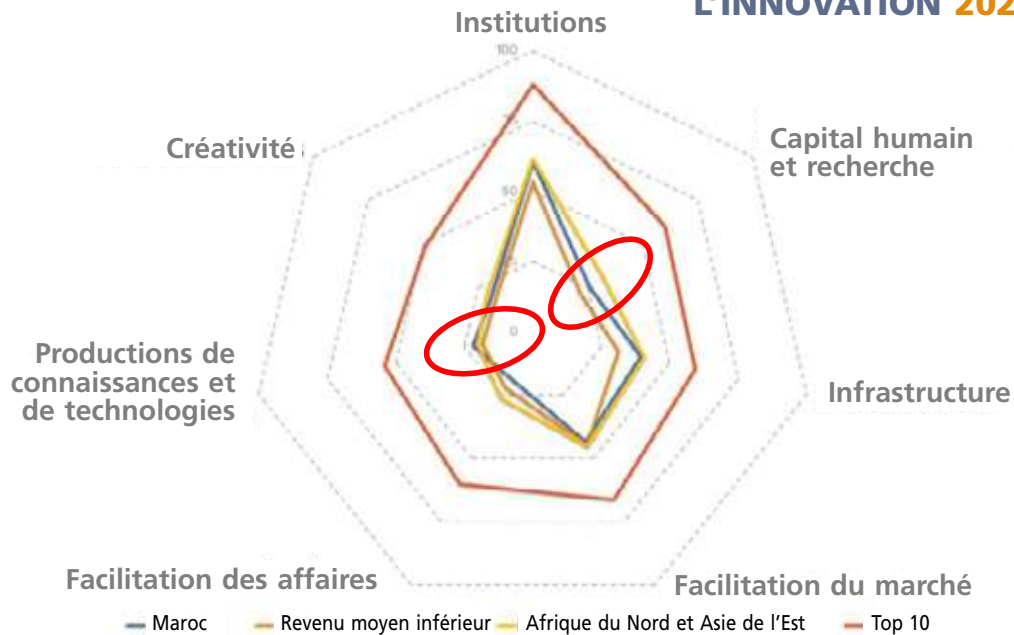 L'INNOVATION 202
Institutions
100
Capital humain
et recherche
Créativité
50
0
Productions de
connaissances et
de technologies
Infrastructure
Facilitation des affaires
Facilitation du marché
Maroc Revenu moyen inférieur Afrique du Nord et Asie de l'Est Top 10